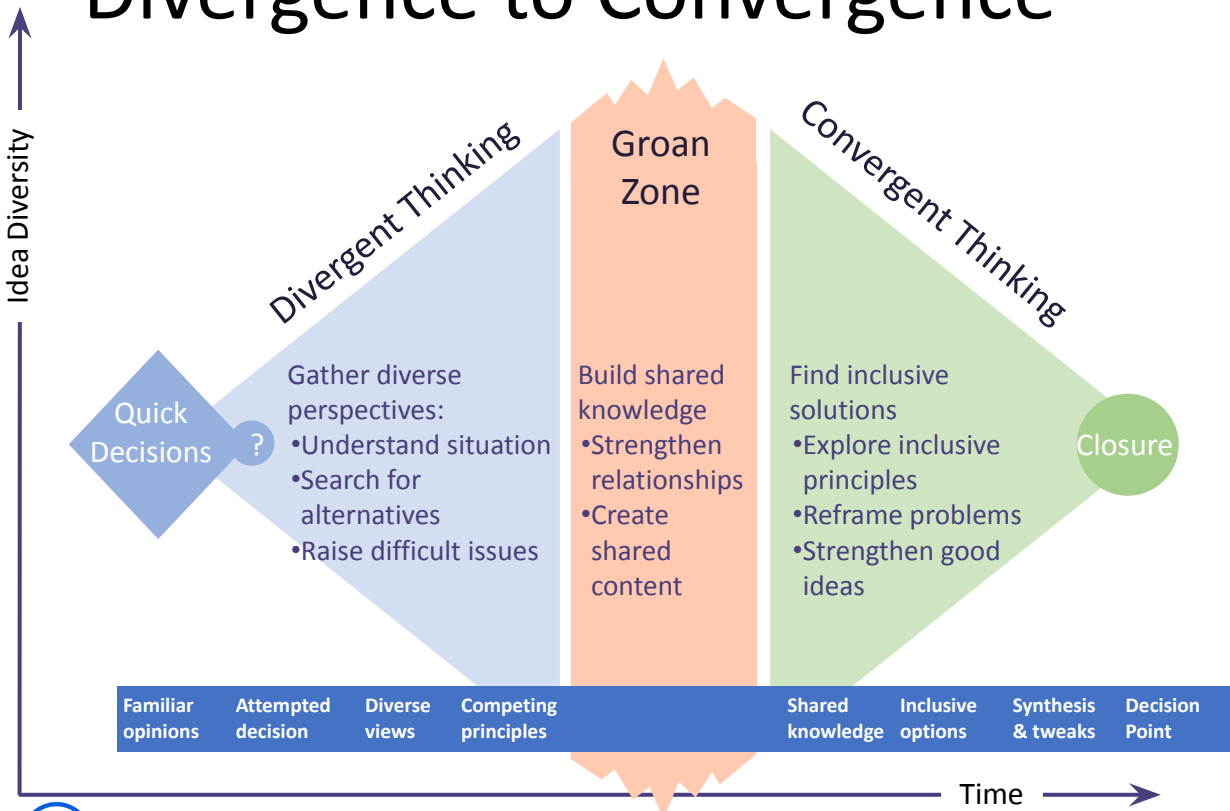 Divergence to Convergence
Idea Diversity
Divergent Thinking
Groan
Zone
Convergent Thinking
Quick
Decisions
?
Gather diverse
perspectives:
•Understand situation
•Search for
alternatives
•Raise difficult issues
Build shared
knowledge
•Strengthen
relationships
•Create
shared
content
Find inclusive
solutions
•Explore inclusive
principles
•Reframe problems
•Strengthen good
ideas
Closure
Familiar
opinions
Attempted
decision
Diverse
views
Competing
principles
Shared
knowledge
Inclusive
options
Synthesis
& tweaks
Decision
Point
Time